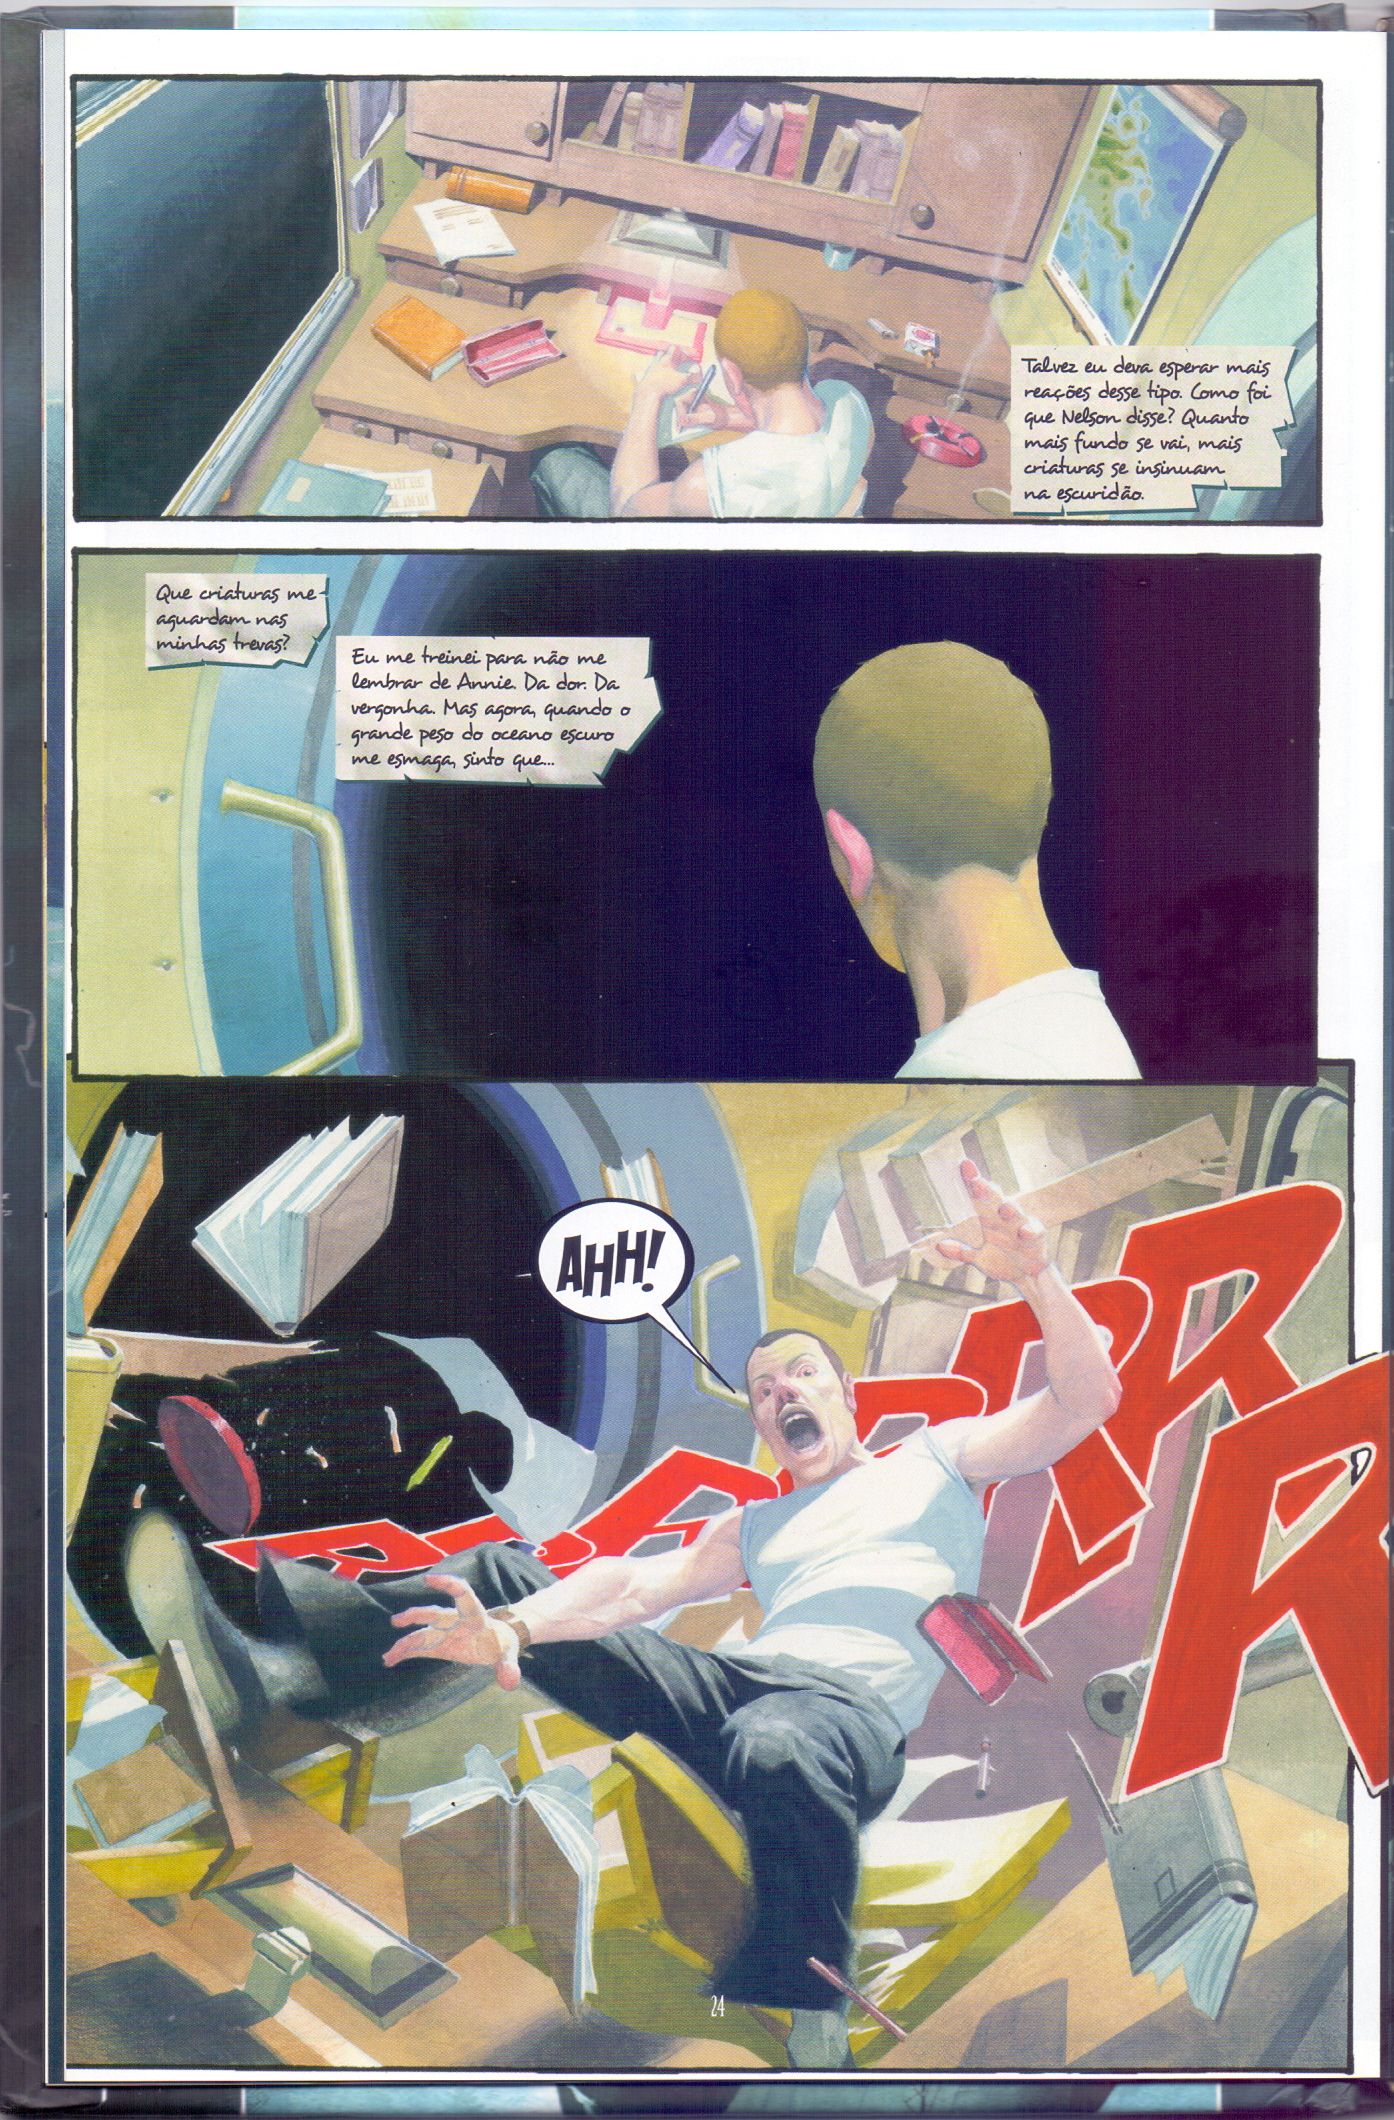 Talvez eu deva esperar mais
reações desse tipo. Como foi
que Nelson disse? Quanto
mais fundo se vai, mais
criaturas se insinuam
na escuridão.
Que criaturas me
aguardam nas
minhas trevas?
Eu me treinei para não me
lembrar de Annie. Da dor. Da
vergonha. Mas agora, quando o
grande peso do oceano escuro
me esmaga, sinto que...
AHH!
RRRRRRR
24